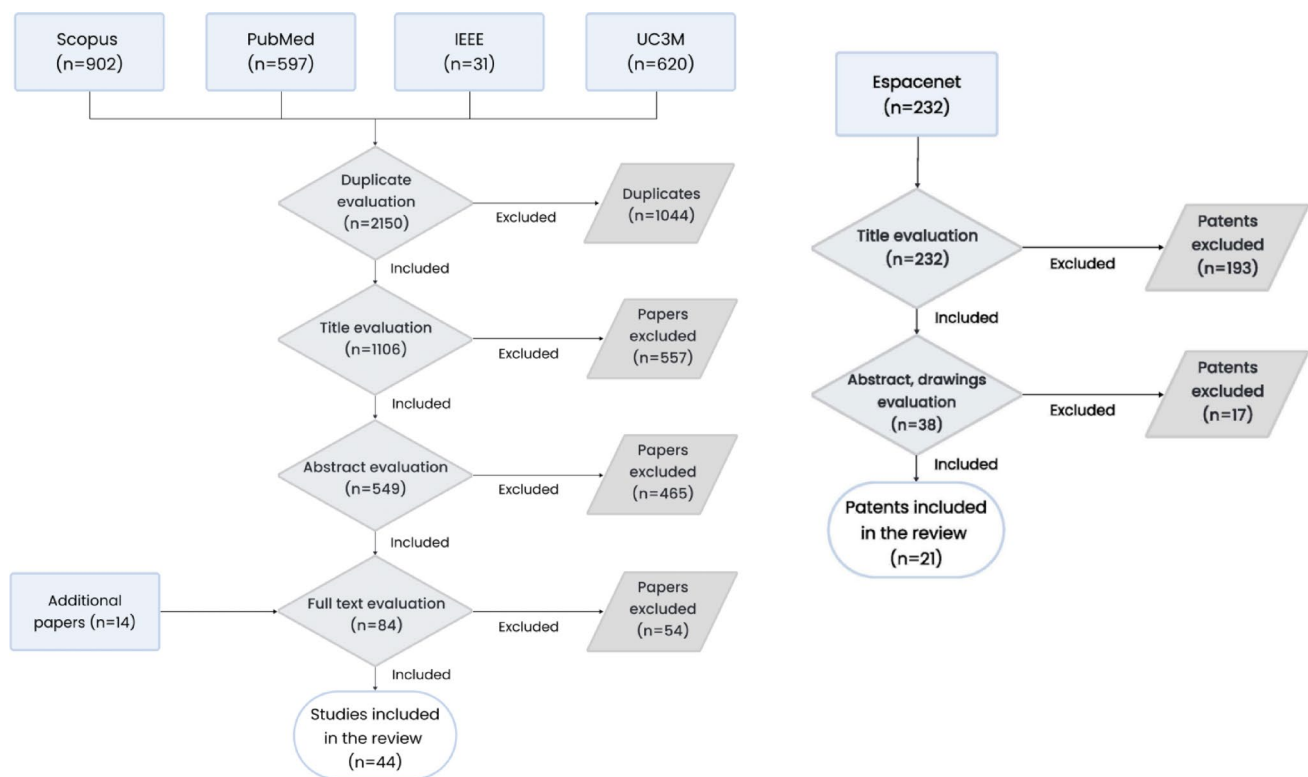 Scopus
(n=902)
PubMed
(n=597)
IEEE
(n=31)
UC3M
(n=620)
Duplicate
evaluation
(n=2150)
Excluded
Duplicates
(n=1044)
Included
Title evaluation
(n=1106)
Excluded
Papers
excluded
(n=557)
Included
Abstract evaluation
(n=549)
Excluded
Papers
excluded
(n=465)
Included
Additional
papers (n=14)
Full text evaluation
(n=84)
Excluded
Papers
excluded
(n=54)
Included
Studies included
in the review
(n=44)
Espacenet
(n=232)
Title evaluation
(n=232)
Excluded
Patents
excluded
(n=193)
Included
Abstract, drawings
evaluation
(n=38)
Excluded
Patents
excluded
(n=17)
Included
Patents included
in the review
(n=21)